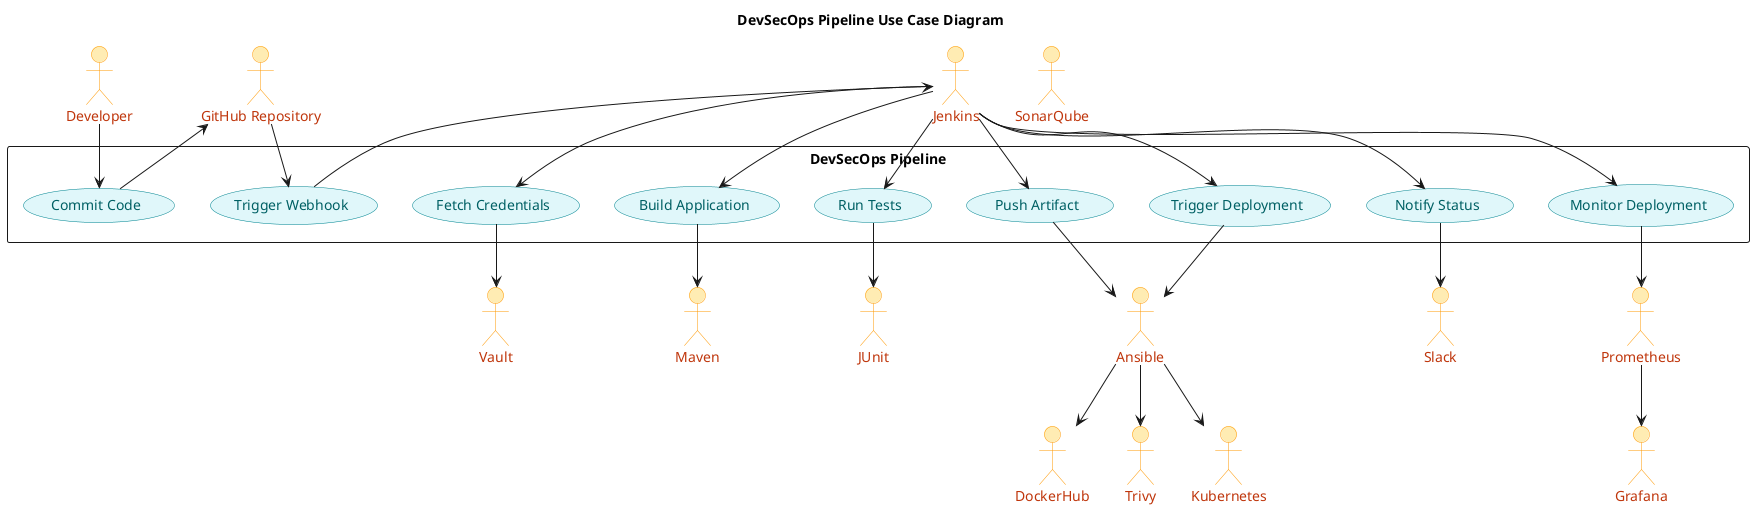 DevSecOps Pipeline Use Case Diagram
Developer
GitHub Repository
Jenkins
SonarQube
DevSecOps Pipeline
Commit Code
Trigger Webhook
Fetch Credentials
Build Application
Run Tests
Push Artifact
Trigger Deployment
Notify Status
Monitor Deployment
Vault
Maven
JUnit
Ansible
Slack
Prometheus
DockerHub
Trivy
Kubernetes
Grafana